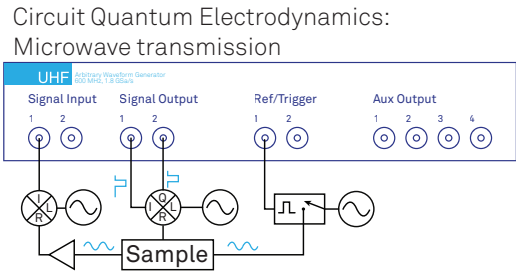 Circuit Quantum Electrodynamics:
Microwave transmission
UHF Arbitrary Waveform Generator
600 MHz, 1.8 GSa/s
Signal Input Signal Output Ref/Trigger Aux Output
1 2 1 2 1 2 1 2 3 4
I L R
I Q L R
Sample